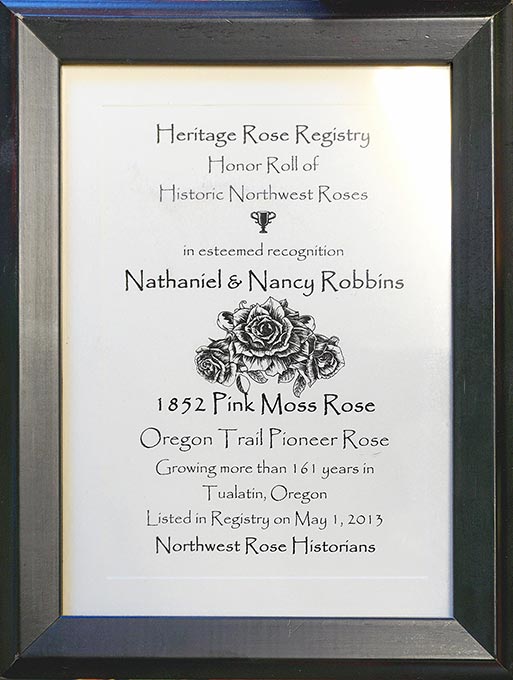 Heritage Rose Registry
Honor Roll of
Historic Northwest Roses
in esteemed recognition
Nathaniel & Nancy Robbins
1852 Pink Moss Rose
Oregon Trail Pioneer Rose
Growing more than 161 years in
Tualatin, Oregon
Listed in Registry on May 1, 2013
Northwest Rose Historians